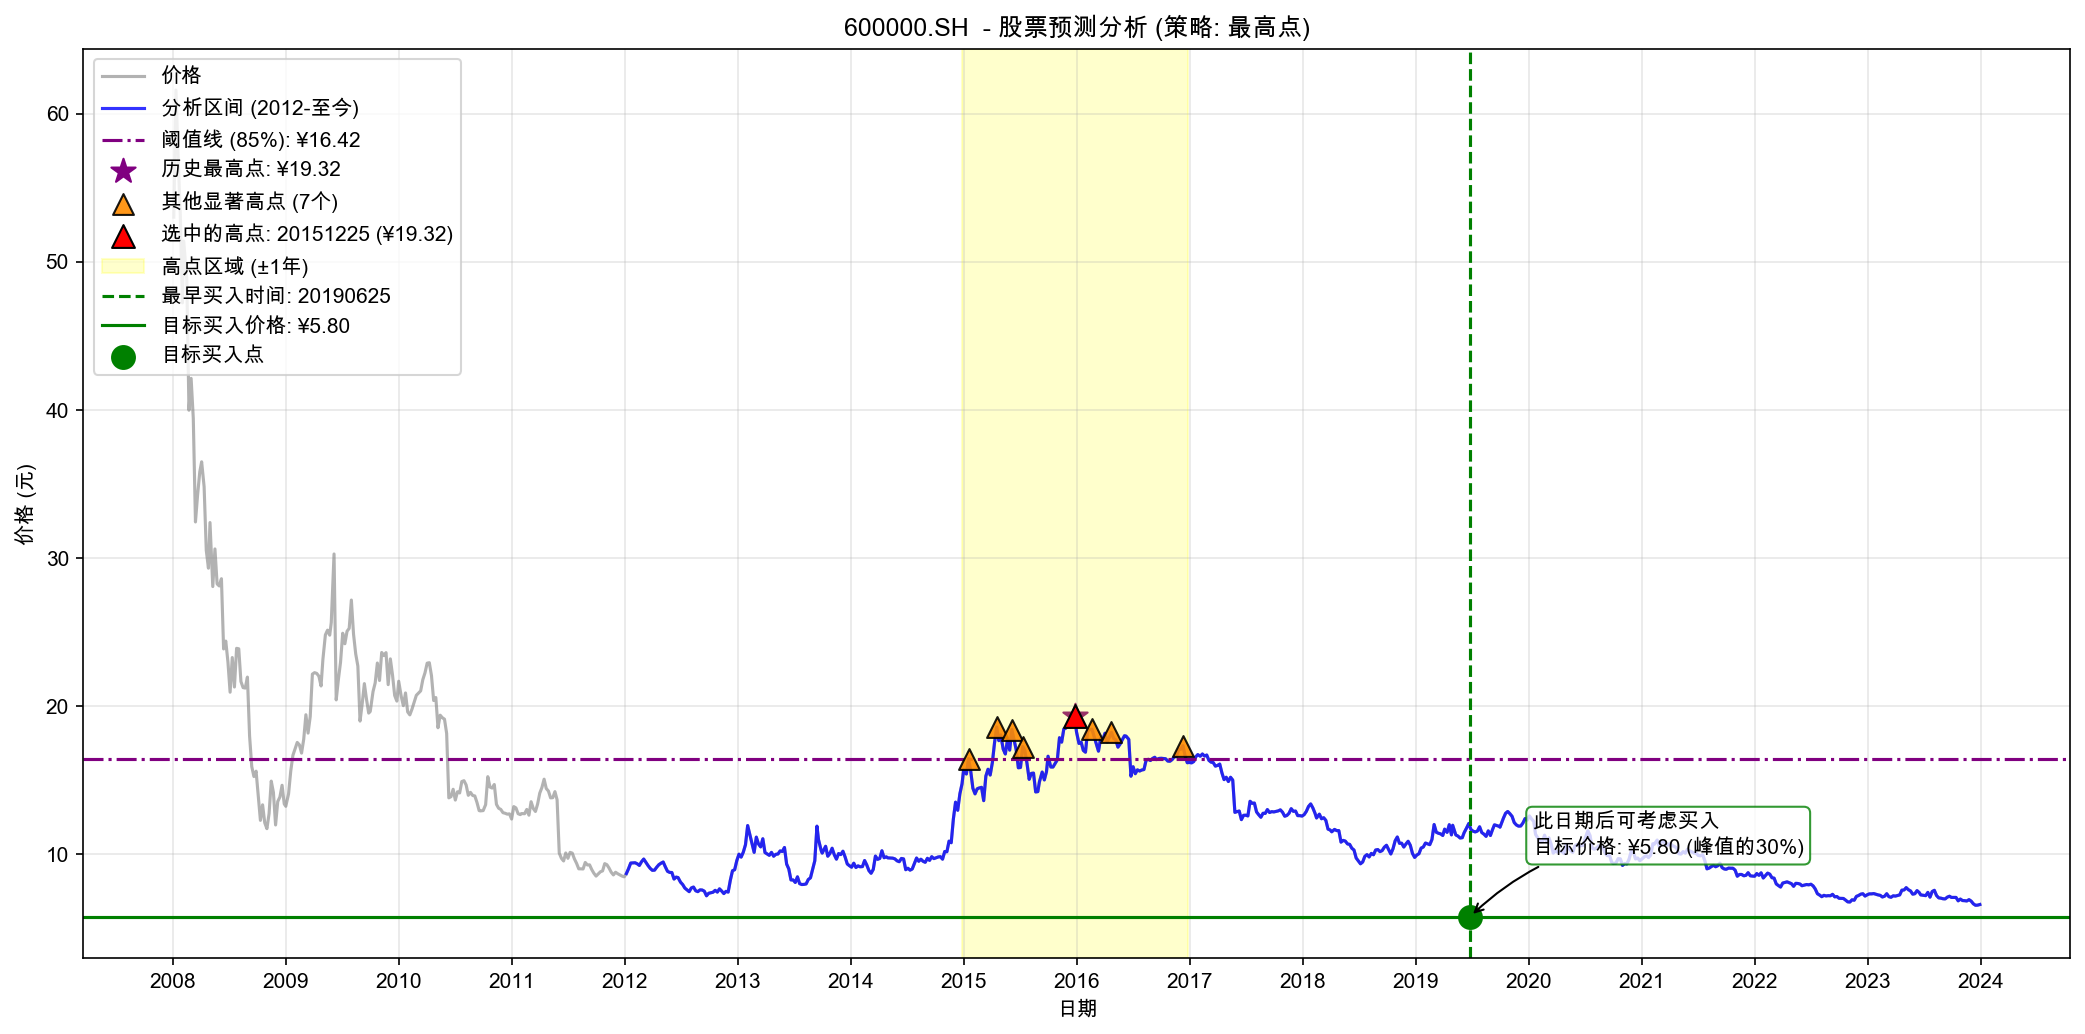 600000.SH - 股票预测分析 (策略: 最高点)
价格
分析区间 (2012-至今)
阈值线 (85%): ¥16.42
历史最高点: ¥19.32
其他显著高点 (7个)
选中的高点: 20151225 (¥19.32)
高点区域 (±1年)
最早买入时间: 20190625
目标买入价格: ¥5.80
目标买入点
价格 (元)
60
50
40
30
20
10
此日期后可考虑买入
目标价格: ¥5.80 (峰值的30%)
2008 2009 2010 2011 2012 2013 2014 2015 2016 2017 2018 2019 2020 2021 2022 2023 2024
日期